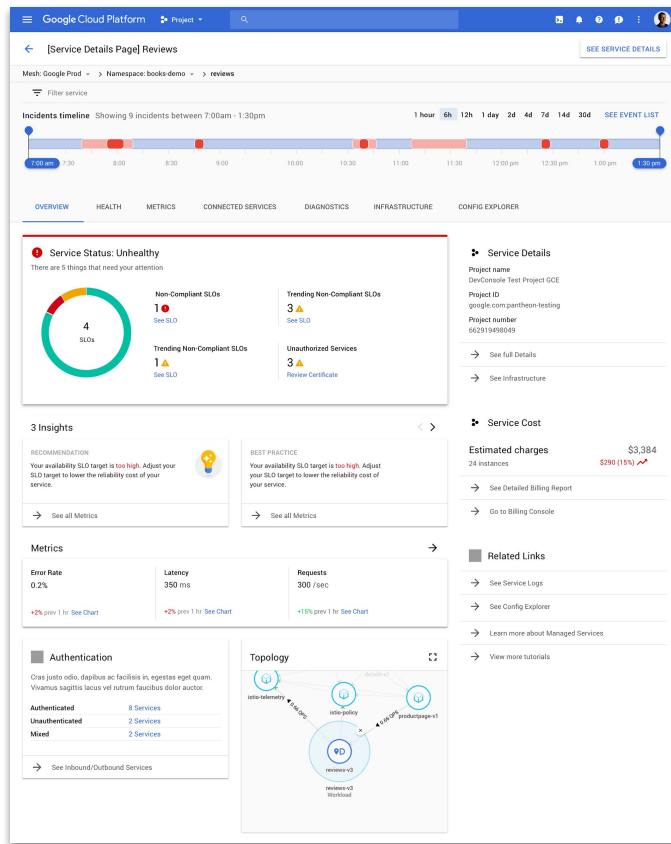 Google Cloud Platform Project
[Service Details Page] Reviews
SEE SERVICE DETAILS
Mesh: Google Prod > Namespace: books-demo > reviews
Filter service
Incidents timeline Showing 9 incidents between 7:00am - 1:30pm
1 hour 6h 12h 1 day 2d 4d 7d 14d 30d SEE EVENT LIST
7:00 am 7:30 8:00 8:30 9:00 10:00 10:30 11:00 11:30 12:00 pm 12:30 pm 1:00 pm 1:30 pm
OVERVIEW HEALTH METRICS CONNECTED SERVICES DIAGNOSTICS INFRASTRUCTURE CONFIG EXPLORER
Service Status: Unhealthy
There are 5 things that need your attention
4
SLOs
Non-Compliant SLOs
1
See SLO
Trending Non-Compliant SLOs
3
See SLO
Trending Non-Compliant SLOs
1
See SLO
Unauthorized Services
3
Review Certificate
Service Details
Project name
DevConsole Test Project GCE
Project ID
google.com:pantheon-testing
Project number
662919498049
See full Details
See Infrastructure
3 Insights
RECOMMENDATION
Your availability SLO target is too high. Adjust your
SLO target to lower the reliability cost of your
service.
See all Metrics
BEST PRACTICE
Your availability SLO target is too high. Adjust
your SLO target to lower the reliability cost of
your service.
See all Metrics
Service Cost
Estimated charges $3,384
24 instances $290 (15%)
See Detailed Billing Report
Go to Billing Console
Metrics
Error Rate
0.2%
+2% prev 1 hr See Chart
Latency
350 ms
+2% prev 1 hr See Chart
Requests
300 /sec
+15% prev 1 hr See Chart
Related Links
See Service Logs
See Config Explorer
Learn more about Managed Services
View more tutorials
Authentication
Cras justo odio, dapibus ac facilisis in, egestas eget quam.
Vivamus sagittis lacus vel rutrum faucibus dolor auctor.
Authenticated 8 Services
Unauthenticated 2 Services
Mixed 2 Services
See Inbound/Outbound Services
Topology
details-v1
istio-telemetry
0.66 QPS
istio-policy
0.66 QPS
productpage-v1
D
reviews-v3
reviews-v3
Workload